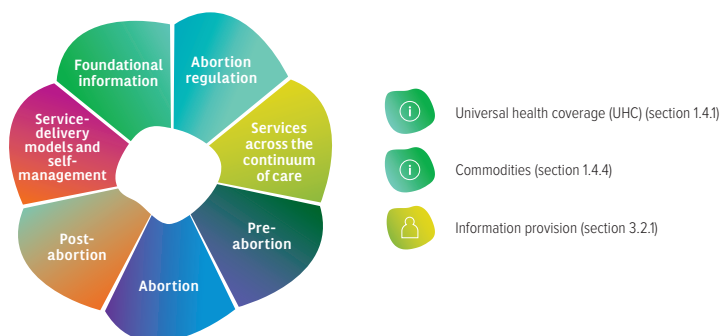 Foundational
information
Abortion
regulation
Services
across the
continuum
of care
Pre-
abortion
Abortion
Post-
abortion
Service-
delivery
models and
self-
management
Universal health coverage (UHC) (section 1.4.1)
Commodities (section 1.4.4)
Information provision (section 3.2.1)